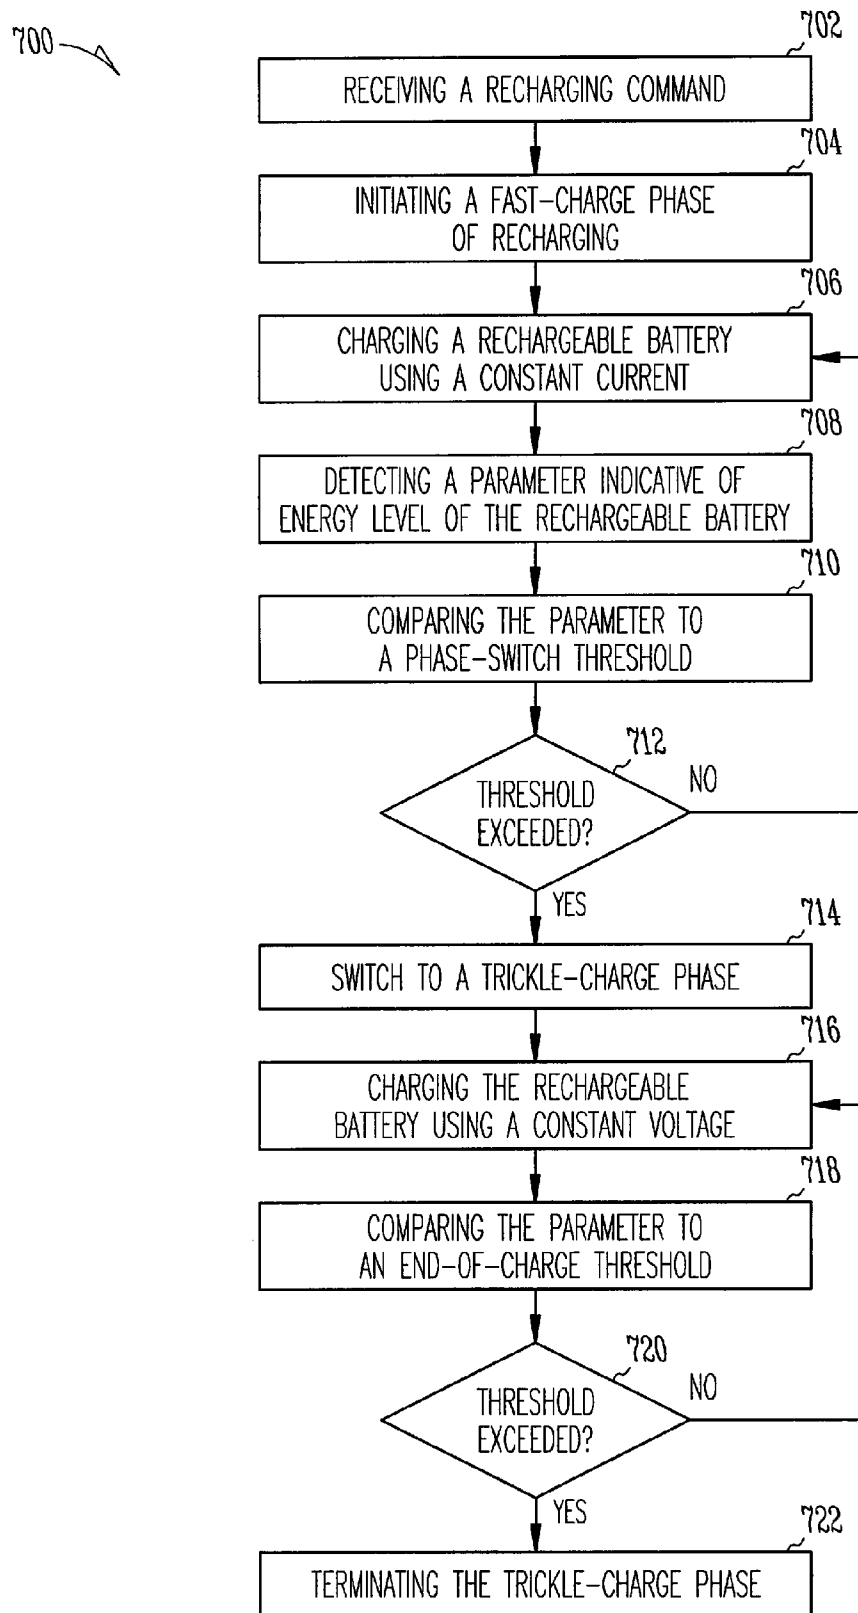 700
702
RECEIVING A RECHARGING COMMAND
704
INITIATING A FAST-CHARGE PHASE
OF RECHARGING
706
CHARGING A RECHARGEABLE BATTERY
USING A CONSTANT CURRENT
708
DETECTING A PARAMETER INDICATIVE OF
ENERGY LEVEL OF THE RECHARGEABLE BATTERY
710
COMPARING THE PARAMETER TO
A PHASE-SWITCH THRESHOLD
712
THRESHOLD
EXCEEDED?
NO
YES
714
SWITCH TO A TRICKLE-CHARGE PHASE
716
CHARGING THE RECHARGEABLE
BATTERY USING A CONSTANT VOLTAGE
718
COMPARING THE PARAMETER TO
AN END-OF-CHARGE THRESHOLD
720
THRESHOLD
EXCEEDED?
NO
YES
722
TERMINATING THE TRICKLE-CHARGE PHASE